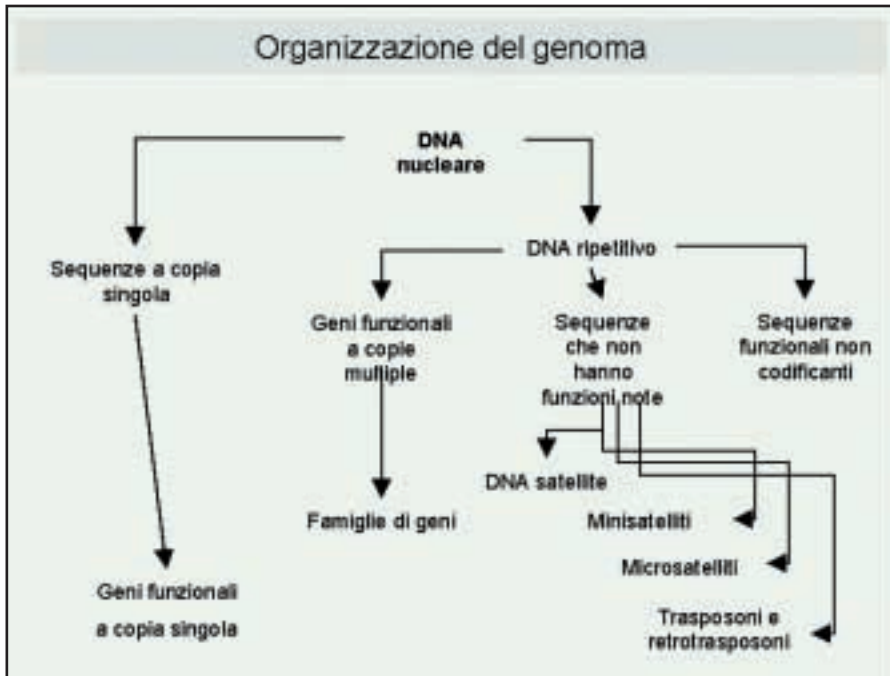 Organizzazione del genoma
DNA
nucleare
Sequenze a copia
singola
DNA ripetitivo
Geni funzionali
a copie
multiple
Sequenze
che non
hanno
funzioni note
Sequenze
funzionali non
codificanti
DNA satellite
Famiglie di geni
Minisatelliti
Microsatelliti
Geni funzionali
a copia singola
Trasposoni e
retrotrasposoni